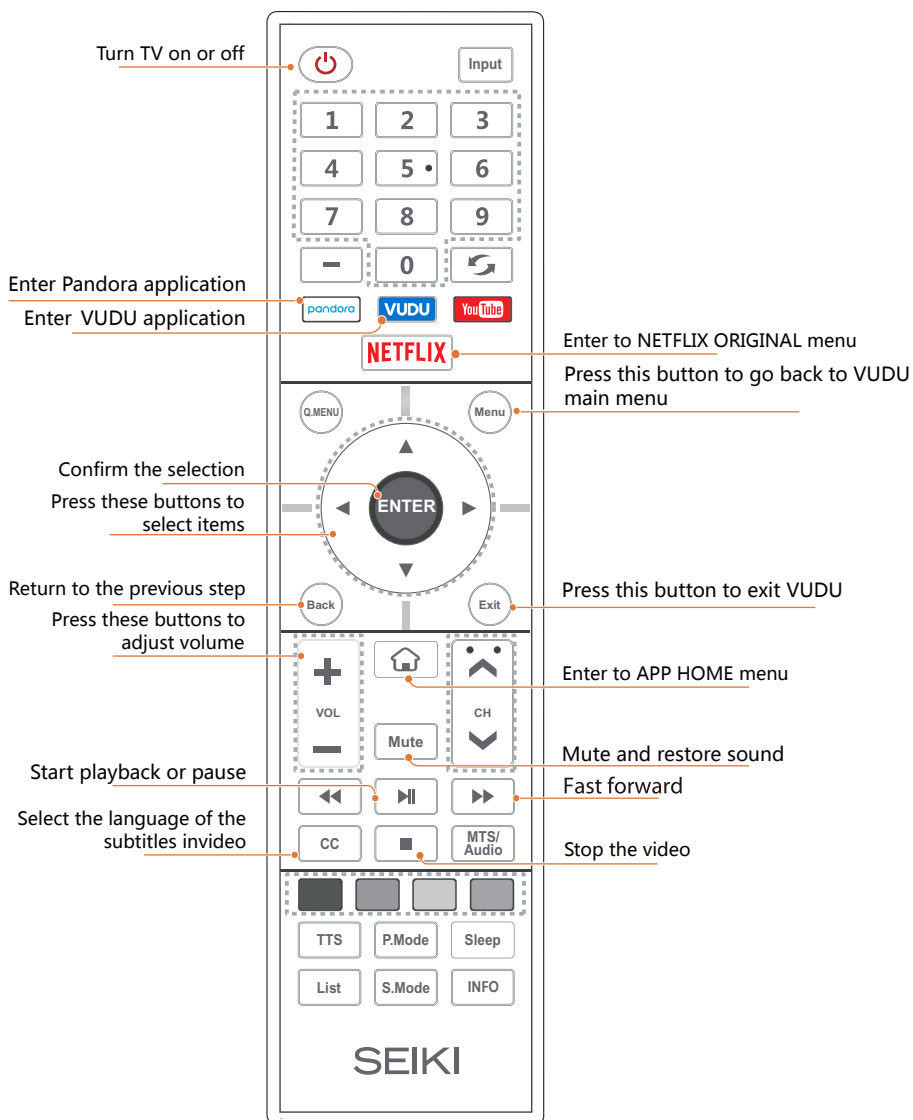 Turn TV on or off
Input
1 2 3
4 5 6
7 8 9
0
Enter Pandora application
pandora VUDU YouTube
Enter VUDU application
NETFLIX
Enter to NETFLIX ORIGINAL menu
Press this button to go back to VUDU
main menu
Q.MENU
Menu
Confirm the selection
ENTER
Press these buttons to
select items
Return to the previous step
Back
Exit
Press this button to exit VUDU
Press these buttons to
adjust volume
Enter to APP HOME menu
VOL
CH
Mute
Mute and restore sound
Start playback or pause
Fast forward
Select the language of the
subtitles invideo
CC
MTS/
Audio
Stop the video
TTS P.Mode Sleep
List S.Mode INFO
SEIKI